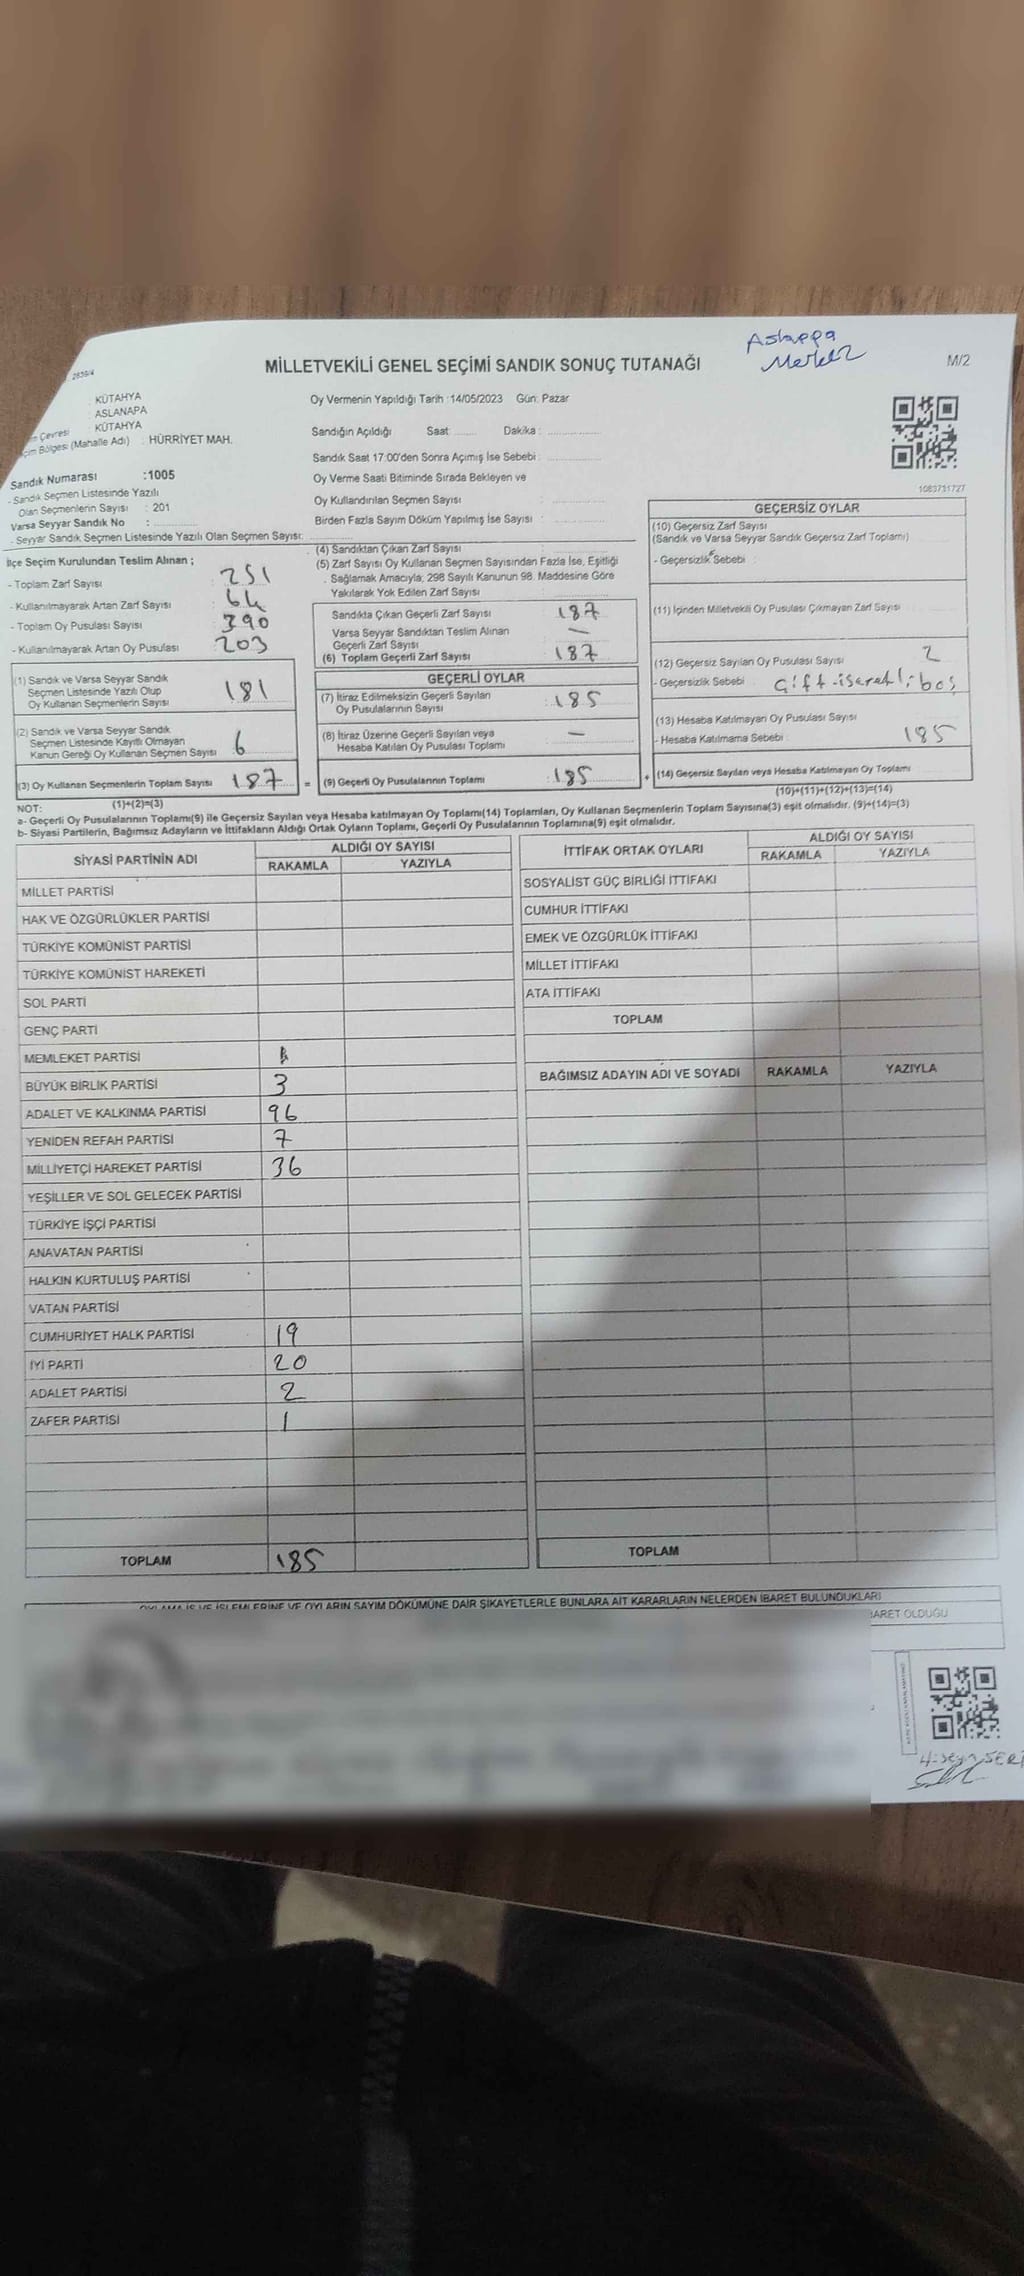 Aslanapa
Merkez
2839/4
MİLLETVEKİLİ GENEL SEÇİMİ SANDIK SONUÇ TUTANAĞI
M/2
KÜTAHYA
ASLANAPA
Çevresi KÜTAHYA
Bölgesi (Mahalle Adı) : HÜRRİYET MAH.
Oy Vermenin Yapıldığı Tarih :14/05/2023 Gün: Pazar
Sandığın Açıldığı Saat ....... Dakika : ...............
Sandık Saat 17:00'den Sonra Açımış İse Sebebi : ...............
Oy Verme Saati Bitiminde Sırada Bekleyen ve
Oy Kullandırılan Seçmen Sayısı : ...............
Birden Fazla Sayım Döküm Yapılmış İse Sayısı : ...............
1083731727
Sandık Numarası :1005
- Sandık Seçmen Listesinde Yazılı
Olan Seçmenlerin Sayısı : 201
Varsa Seyyar Sandık No : ...............
- Seyyar Sandık Seçmen Listesinde Yazılı Olan Seçmen Sayısı: ...............
İlçe Seçim Kurulundan Teslim Alınan ;
- Toplam Zarf Sayısı : 251
- Kullanılmayarak Artan Zarf Sayısı : 64
- Toplam Oy Pusulası Sayısı : 390
- Kullanılmayarak Artan Oy Pusulası : 203
(1) Sandık ve Varsa Seyyar Sandık
Seçmen Listesinde Yazılı Olup
Oy Kullanan Seçmenlerin Sayısı 181
(2) Sandık ve Varsa Seyyar Sandık
Seçmen Listesinde Kayıtlı Olmayan
Kanun Gereği Oy Kullanan Seçmen Sayısı 6
(3) Oy Kullanan Seçmenlerin Toplam Sayısı 187
(1)+(2)=(3)
(4) Sandıktan Çıkan Zarf Sayısı : ...............
(5) Zarf Sayısı Oy Kullanan Seçmen Sayısından Fazla İse, Eşitliği
Sağlamak Amacıyla, 298 Sayılı Kanunun 98. Maddesine Göre
Yakılarak Yok Edilen Zarf Sayısı : ...............
Sandıkta Çıkan Geçerli Zarf Sayısı : 187
Varsa Seyyar Sandıktan Teslim Alınan
Geçerli Zarf Sayısı : —
(6) Toplam Geçerli Zarf Sayısı : 187
GEÇERLİ OYLAR
(7) İtiraz Edilmeksizin Geçerli Sayılan
Oy Pusulalarının Sayısı : 185
(8) İtiraz Üzerine Geçerli Sayılan veya
Hesaba Katılan Oy Pusulası Toplamı : —
= (9) Geçerli Oy Pusulalarının Toplamı : 185
GEÇERSİZ OYLAR
(10) Geçersiz Zarf Sayısı
(Sandık ve Varsa Seyyar Sandık Geçersiz Zarf Toplamı)
- Geçersizlik Sebebi :
(11) İçinden Milletvekili Oy Pusulası Çıkmayan Zarf Sayısı
(12) Geçersiz Sayılan Oy Pusulası Sayısı 2
- Geçersizlik Sebebi : çift-işaretli boş
(13) Hesaba Katılmayan Oy Pusulası Sayısı
- Hesaba Katılmama Sebebi : 185
+ (14) Geçersiz Sayılan veya Hesaba Katılmayan Oy Toplamı
(10)+(11)+(12)+(13)=(14)
NOT:
a- Geçerli Oy Pusulalarının Toplamı(9) ile Geçersiz Sayılan veya Hesaba katılmayan Oy Toplamı(14) Toplamları, Oy Kullanan Seçmenlerin Toplam Sayısına(3) eşit olmalıdır. (9)+(14)=(3)
b- Siyasi Partilerin, Bağımsız Adayların ve İttifakların Aldığı Ortak Oyların Toplamı, Geçerli Oy Pusulalarının Toplamına(9) eşit olmalıdır.
SİYASİ PARTİNİN ADI
ALDIĞI OY SAYISI
RAKAMLA YAZIYLA
MİLLET PARTİSİ
HAK VE ÖZGÜRLÜKLER PARTİSİ
TÜRKİYE KOMÜNİST PARTİSİ
TÜRKİYE KOMÜNİST HAREKETİ
SOL PARTİ
GENÇ PARTİ
MEMLEKET PARTİSİ
BÜYÜK BİRLİK PARTİSİ 3
ADALET VE KALKINMA PARTİSİ 96
YENİDEN REFAH PARTİSİ 7
MİLLİYETÇİ HAREKET PARTİSİ 36
YEŞİLLER VE SOL GELECEK PARTİSİ
TÜRKİYE İŞÇİ PARTİSİ
ANAVATAN PARTİSİ
HALKIN KURTULUŞ PARTİSİ
VATAN PARTİSİ
CUMHURİYET HALK PARTİSİ 19
İYİ PARTİ 20
ADALET PARTİSİ 2
ZAFER PARTİSİ 1
TOPLAM 185
İTTİFAK ORTAK OYLARI
ALDIĞI OY SAYISI
RAKAMLA YAZIYLA
SOSYALİST GÜÇ BİRLİĞİ İTTİFAKI
CUMHUR İTTİFAKI
EMEK VE ÖZGÜRLÜK İTTİFAKI
MİLLET İTTİFAKI
ATA İTTİFAKI
TOPLAM
BAĞIMSIZ ADAYIN ADI VE SOYADI RAKAMLA YAZIYLA
TOPLAM
OYLAMA İŞ VE İŞLEMLERİNE VE OYLARIN SAYIM DÖKÜMÜNE DAİR ŞİKAYETLERLE BUNLARA AİT KARARLARIN NELERDEN İBARET BULUNDUKLARI
İBARET OLDUĞU